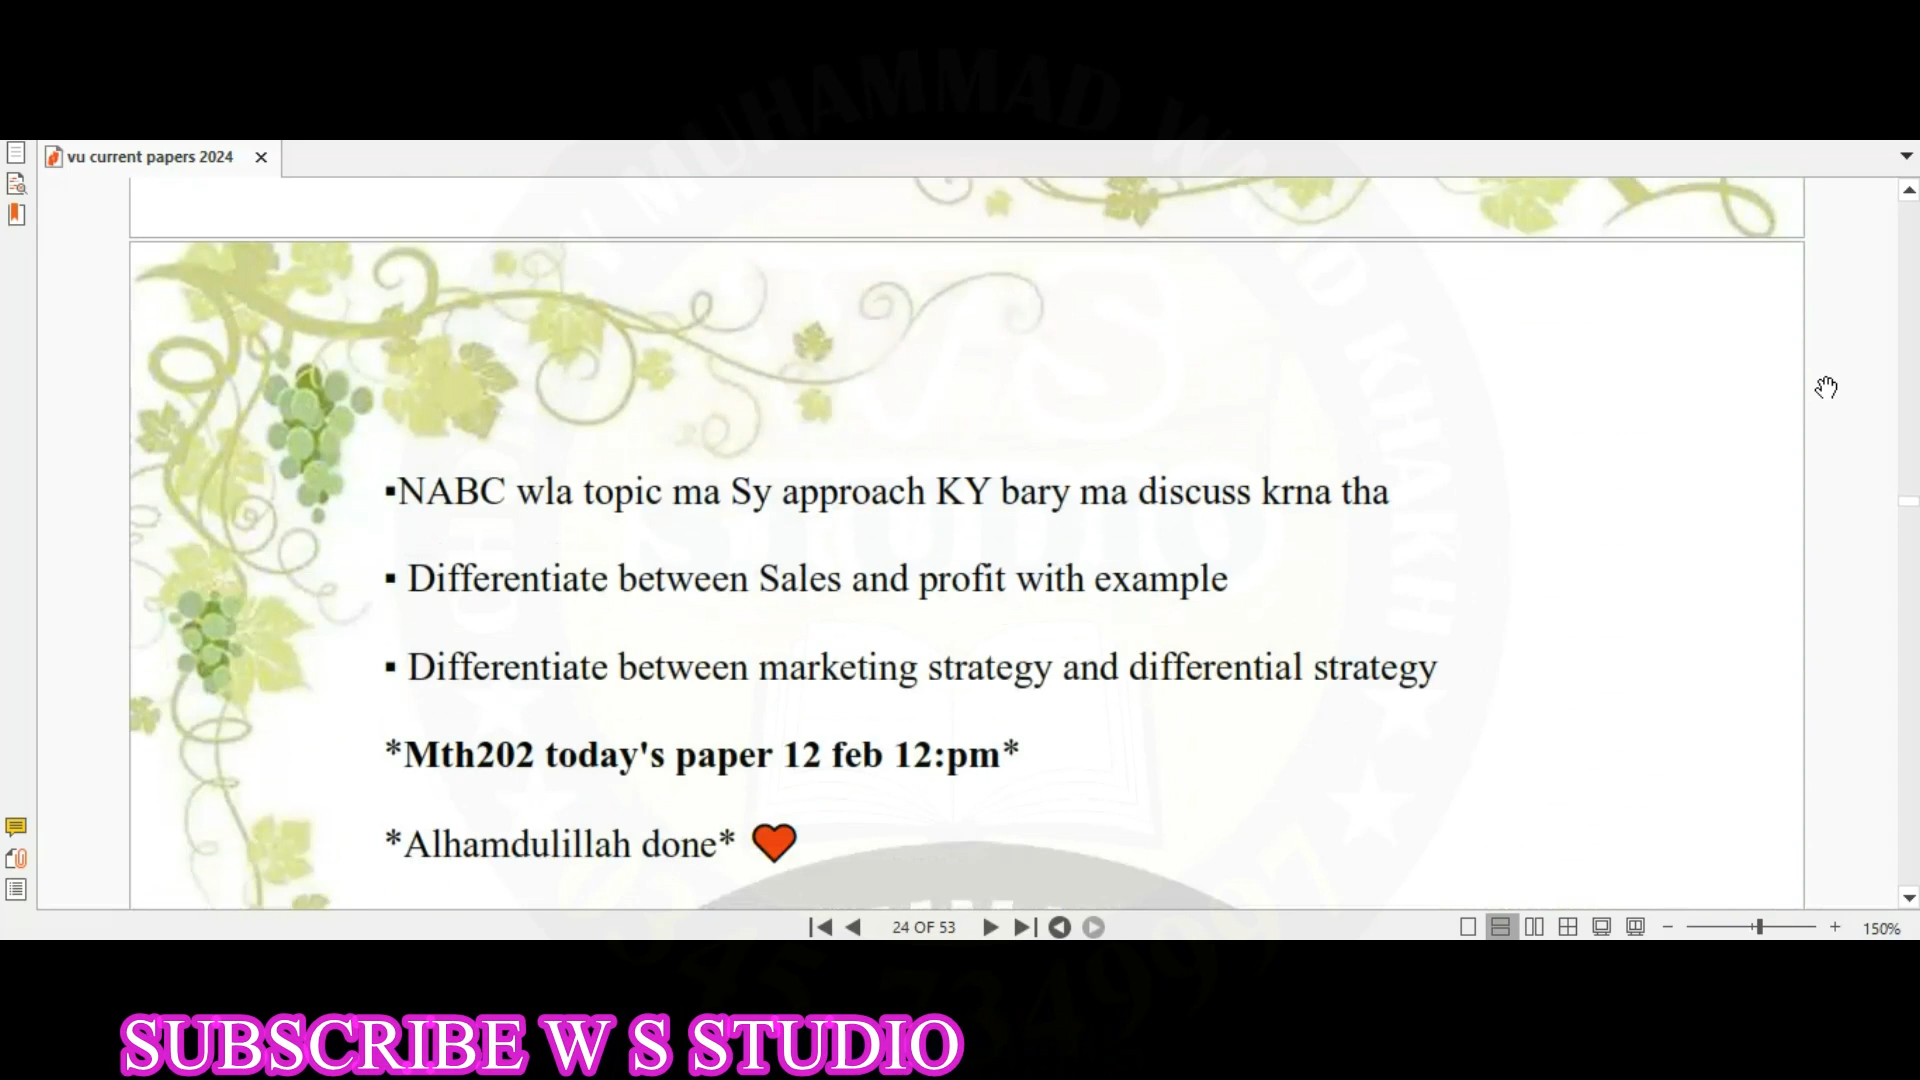 vu current papers 2024
▪NABC wla topic ma Sy approach KY bary ma discuss krna tha
▪ Differentiate between Sales and profit with example
▪ Differentiate between marketing strategy and differential strategy
*Mth202 today's paper 12 feb 12:pm*
*Alhamdulillah done* ❤
24 OF 53
150%
SUBSCRIBE W S STUDIO